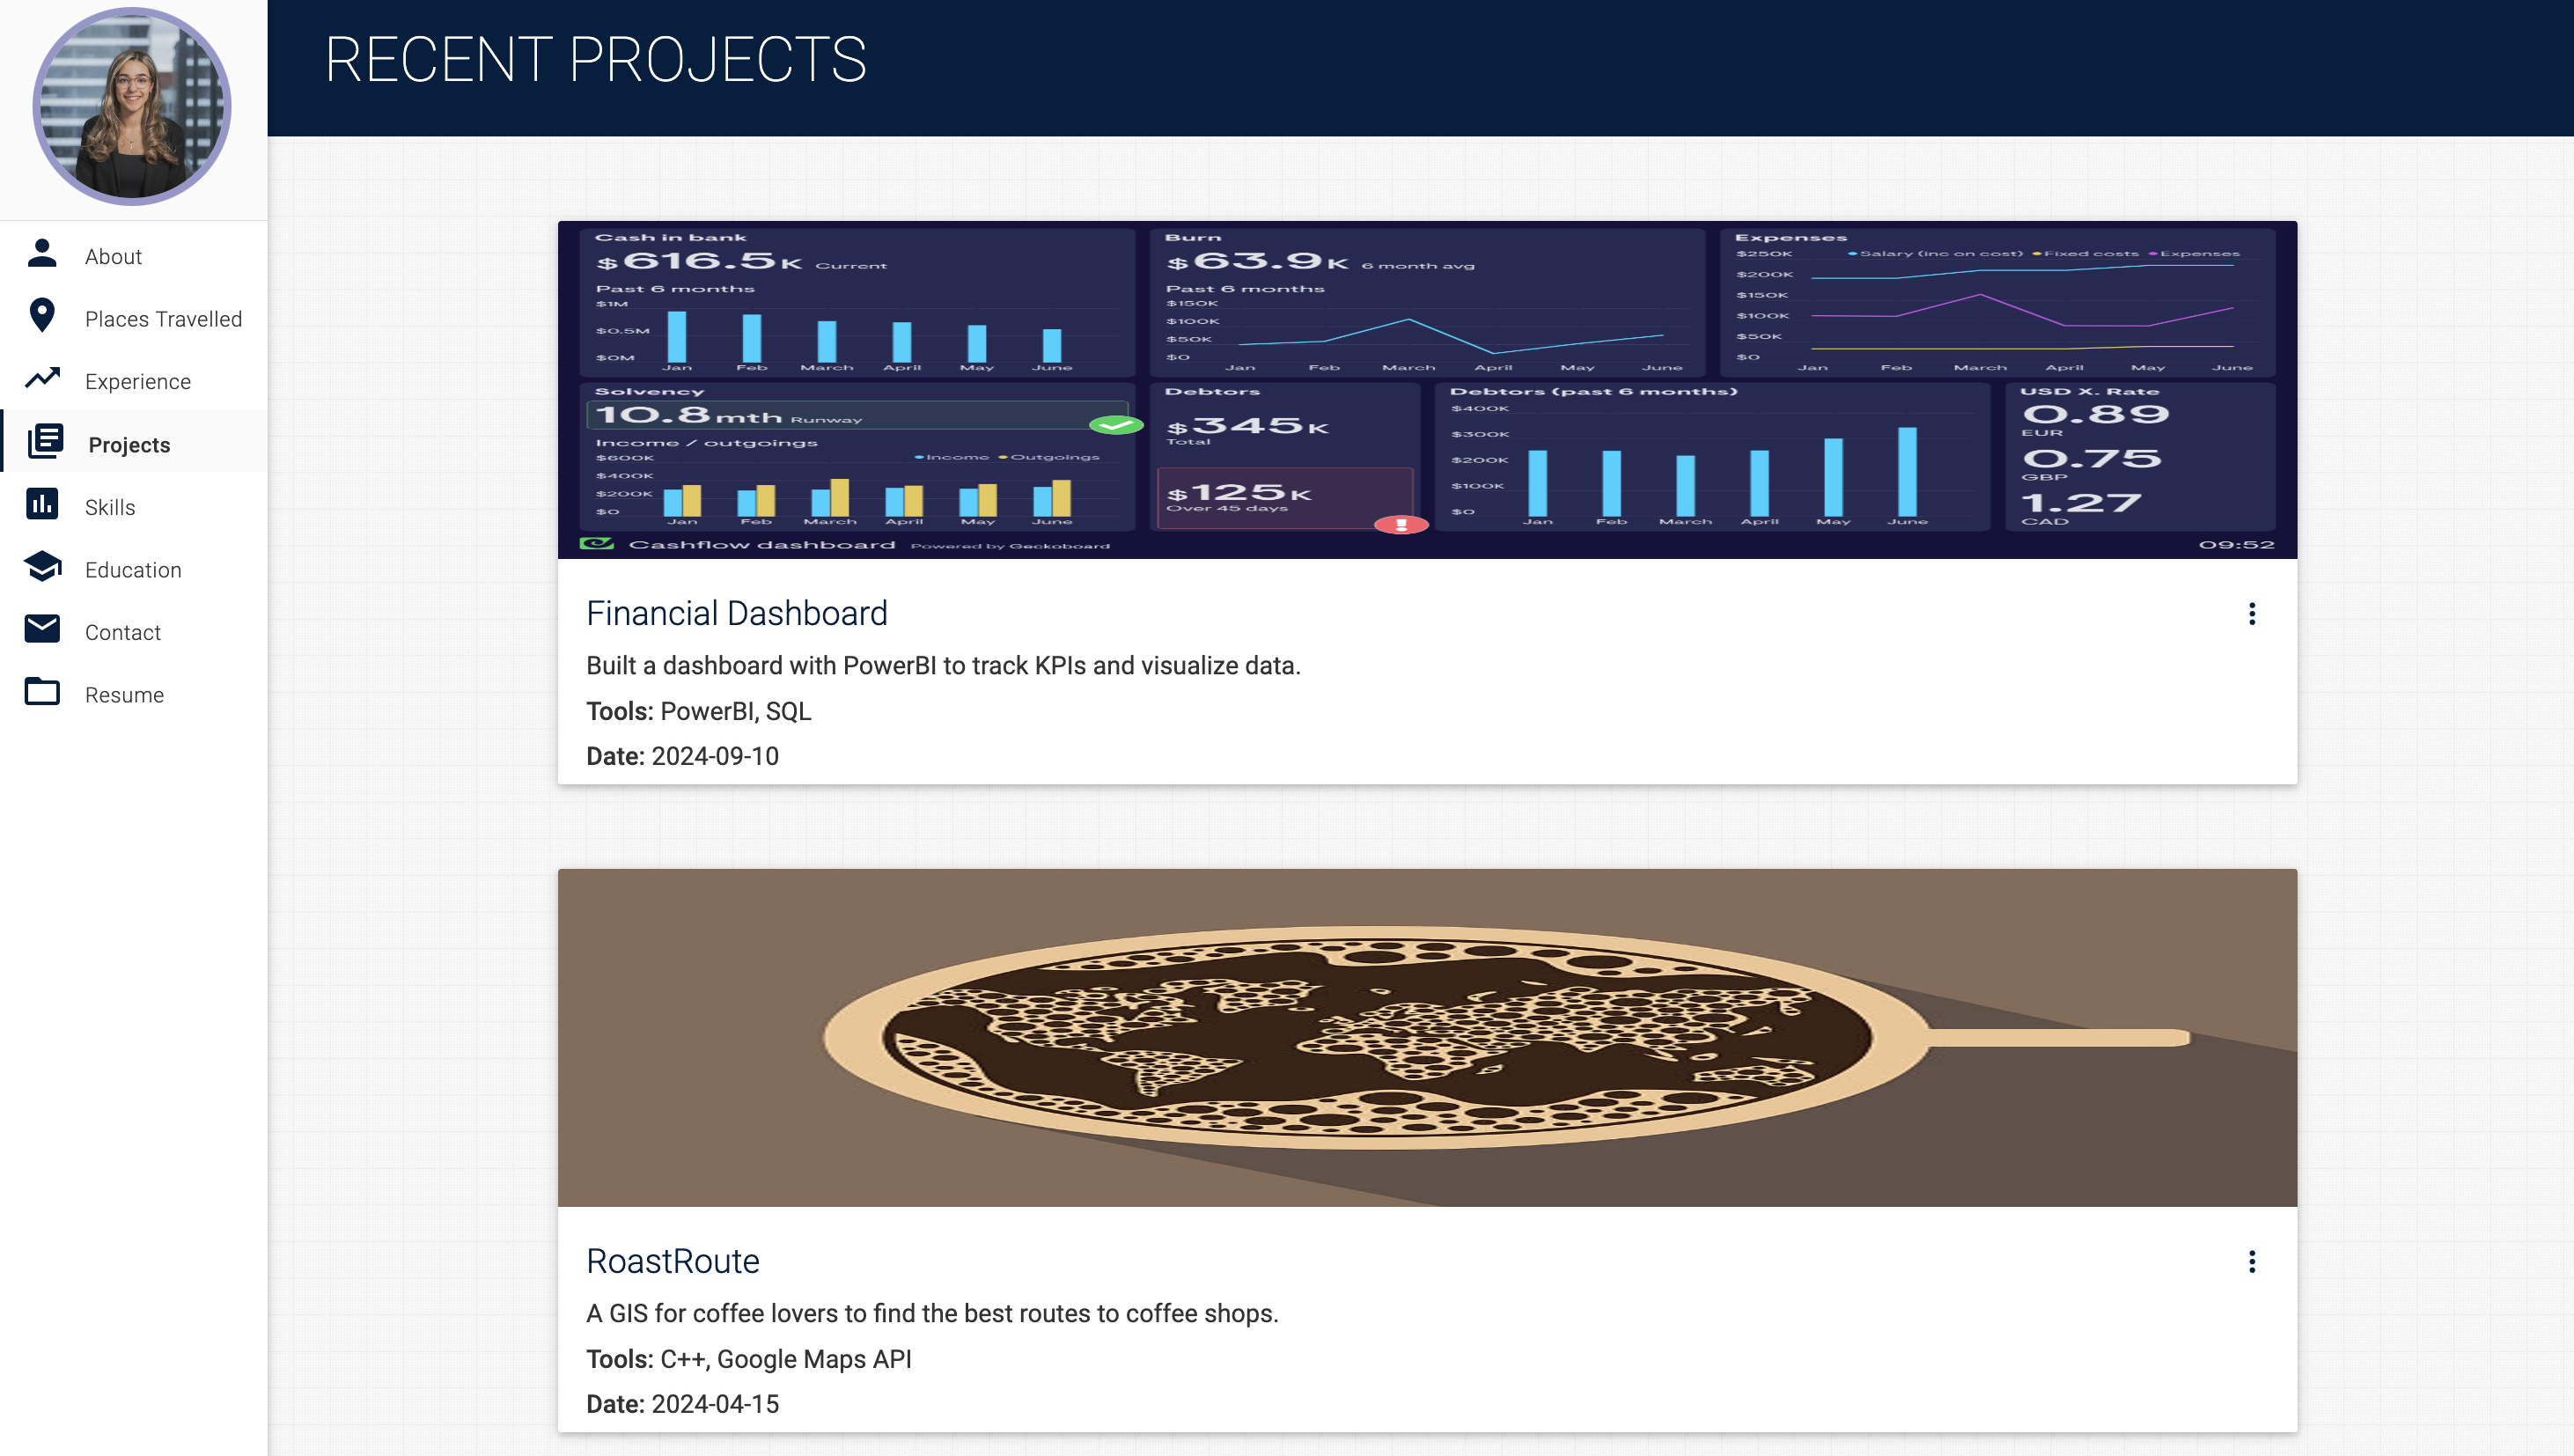 RECENT PROJECTS
About
Places Travelled
Experience
Projects
Skills
Education
Contact
Resume
Cash in bank
$616.5K Current
Past 6 months
$1M
$0.5M
$0M
Jan Feb March April May June
Burn
$63.9K 6 month avg
Past 6 months
$150K
$100K
$50K
$0
Jan Feb March April May June
Expenses
$250K
Salary (inc on cost) Fixed costs Expenses
$200K
$150K
$100K
$50K
$0
Jan Feb March April May June
Solvency
10.8mth Runway
Income / outgoings
$600K
Income Outgoings
$400K
$200K
$0
Jan Feb March April May June
Debtors
$345K
Total
$125K
Over 45 days
Debtors (past 6 months)
$400K
$300K
$200K
$100K
$0
Jan Feb March April May June
USD X. Rate
0.89
EUR
0.75
GBP
1.27
CAD
Cashflow dashboard Powered by Geckoboard
09:52
Financial Dashboard
Built a dashboard with PowerBI to track KPIs and visualize data.
Tools: PowerBI, SQL
Date: 2024-09-10
RoastRoute
A GIS for coffee lovers to find the best routes to coffee shops.
Tools: C++, Google Maps API
Date: 2024-04-15